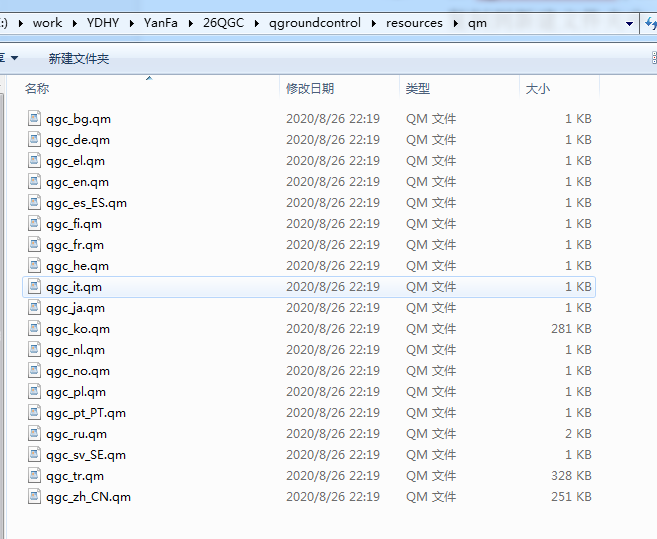 :) ▸ work ▸ YDHY ▸ YanFa ▸ 26QGC ▸ qgroundcontrol ▸ resources ▸ qm
新建文件夹
名称 修改日期 类型 大小
qgc_bg.qm 2020/8/26 22:19 QM 文件 1 KB
qgc_de.qm 2020/8/26 22:19 QM 文件 1 KB
qgc_el.qm 2020/8/26 22:19 QM 文件 1 KB
qgc_en.qm 2020/8/26 22:19 QM 文件 1 KB
qgc_es_ES.qm 2020/8/26 22:19 QM 文件 1 KB
qgc_fi.qm 2020/8/26 22:19 QM 文件 1 KB
qgc_fr.qm 2020/8/26 22:19 QM 文件 1 KB
qgc_he.qm 2020/8/26 22:19 QM 文件 1 KB
qgc_it.qm 2020/8/26 22:19 QM 文件 1 KB
qgc_ja.qm 2020/8/26 22:19 QM 文件 1 KB
qgc_ko.qm 2020/8/26 22:19 QM 文件 281 KB
qgc_nl.qm 2020/8/26 22:19 QM 文件 1 KB
qgc_no.qm 2020/8/26 22:19 QM 文件 1 KB
qgc_pl.qm 2020/8/26 22:19 QM 文件 1 KB
qgc_pt_PT.qm 2020/8/26 22:19 QM 文件 1 KB
qgc_ru.qm 2020/8/26 22:19 QM 文件 2 KB
qgc_sv_SE.qm 2020/8/26 22:19 QM 文件 1 KB
qgc_tr.qm 2020/8/26 22:19 QM 文件 328 KB
qgc_zh_CN.qm 2020/8/26 22:19 QM 文件 251 KB